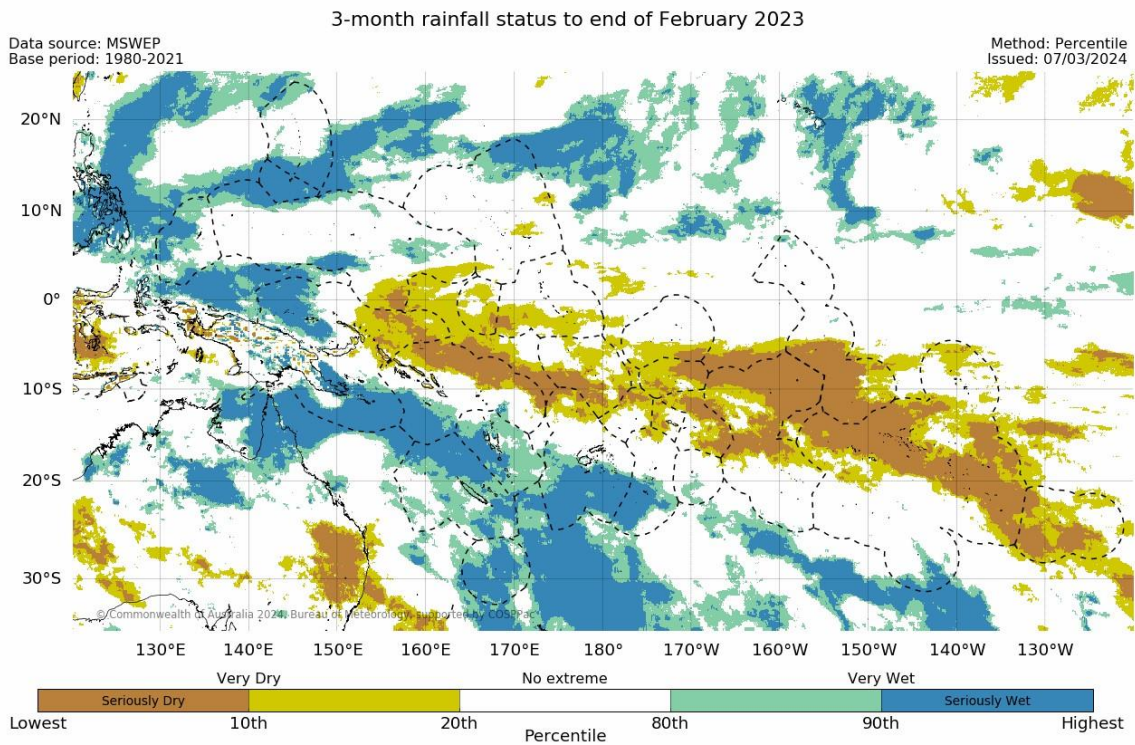 3-month rainfall status to end of February 2023
Data source: MSWEP
Base period: 1980-2021
Method: Percentile
Issued: 07/03/2024
20°N
10°N
0°
10°S
20°S
30°S
© Commonwealth of Australia 2024, Bureau of Meteorology, supported by COSPPac
130°E 140°E 150°E 160°E 170°E 180° 170°W 160°W 150°W 140°W 130°W
Very Dry No extreme Very Wet
Seriously Dry Seriously Wet
Lowest 10th 20th 80th 90th Highest
Percentile